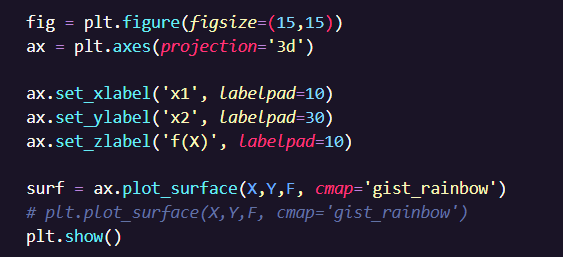 fig = plt.figure(figsize=(15,15))
ax = plt.axes(projection='3d')
ax.set_xlabel('x1', labelpad=10)
ax.set_ylabel('x2', labelpad=30)
ax.set_zlabel('f(X)', labelpad=10)
surf = ax.plot_surface(X,Y,F, cmap='gist_rainbow')
# plt.plot_surface(X,Y,F, cmap='gist_rainbow')
plt.show()